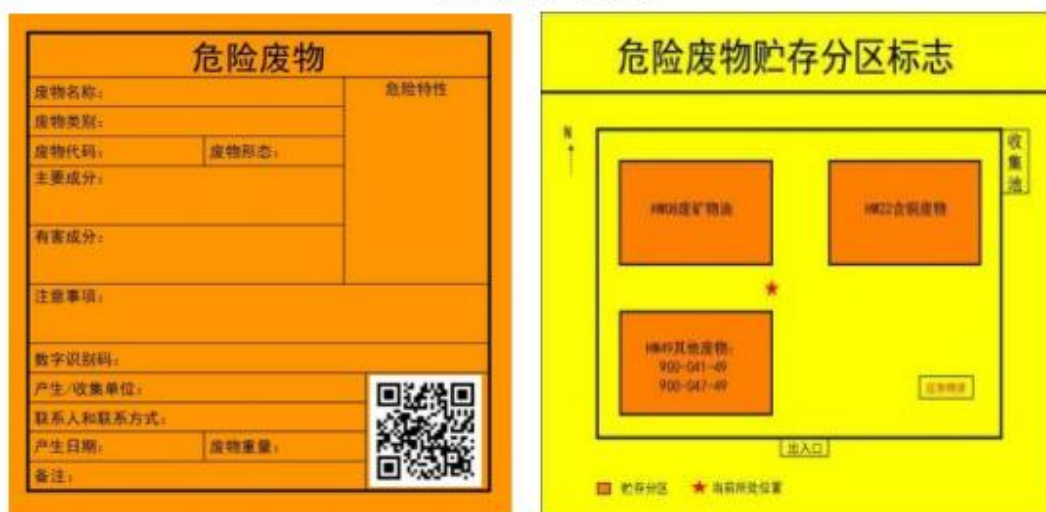 危险废物
废物名称：
危险特性
废物类别：
废物代码：
废物形态：
主要成分：
有害成分：
注意事项：
数字识别码：
产生/收集单位：
联系人和联系方式：
产生日期：
废物重量：
备注：
危险废物贮存分区标志
N
收集池
HW08废矿物油
HW22含铜废物
HW49其他废物：
900-041-49
900-047-49
出入口
贮存分区
当前所处位置